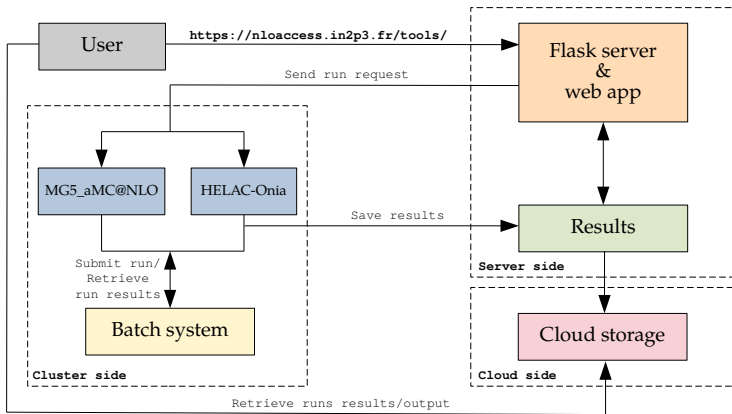 User
https://nloaccess.in2p3.fr/tools/
Flask server
&
web app
Send run request
MG5_aMC@NLO
HELAC-Onia
Save results
Results
Server side
Submit run/
Retrieve
run results
Batch system
Cluster side
Cloud storage
Cloud side
Retrieve runs results/output